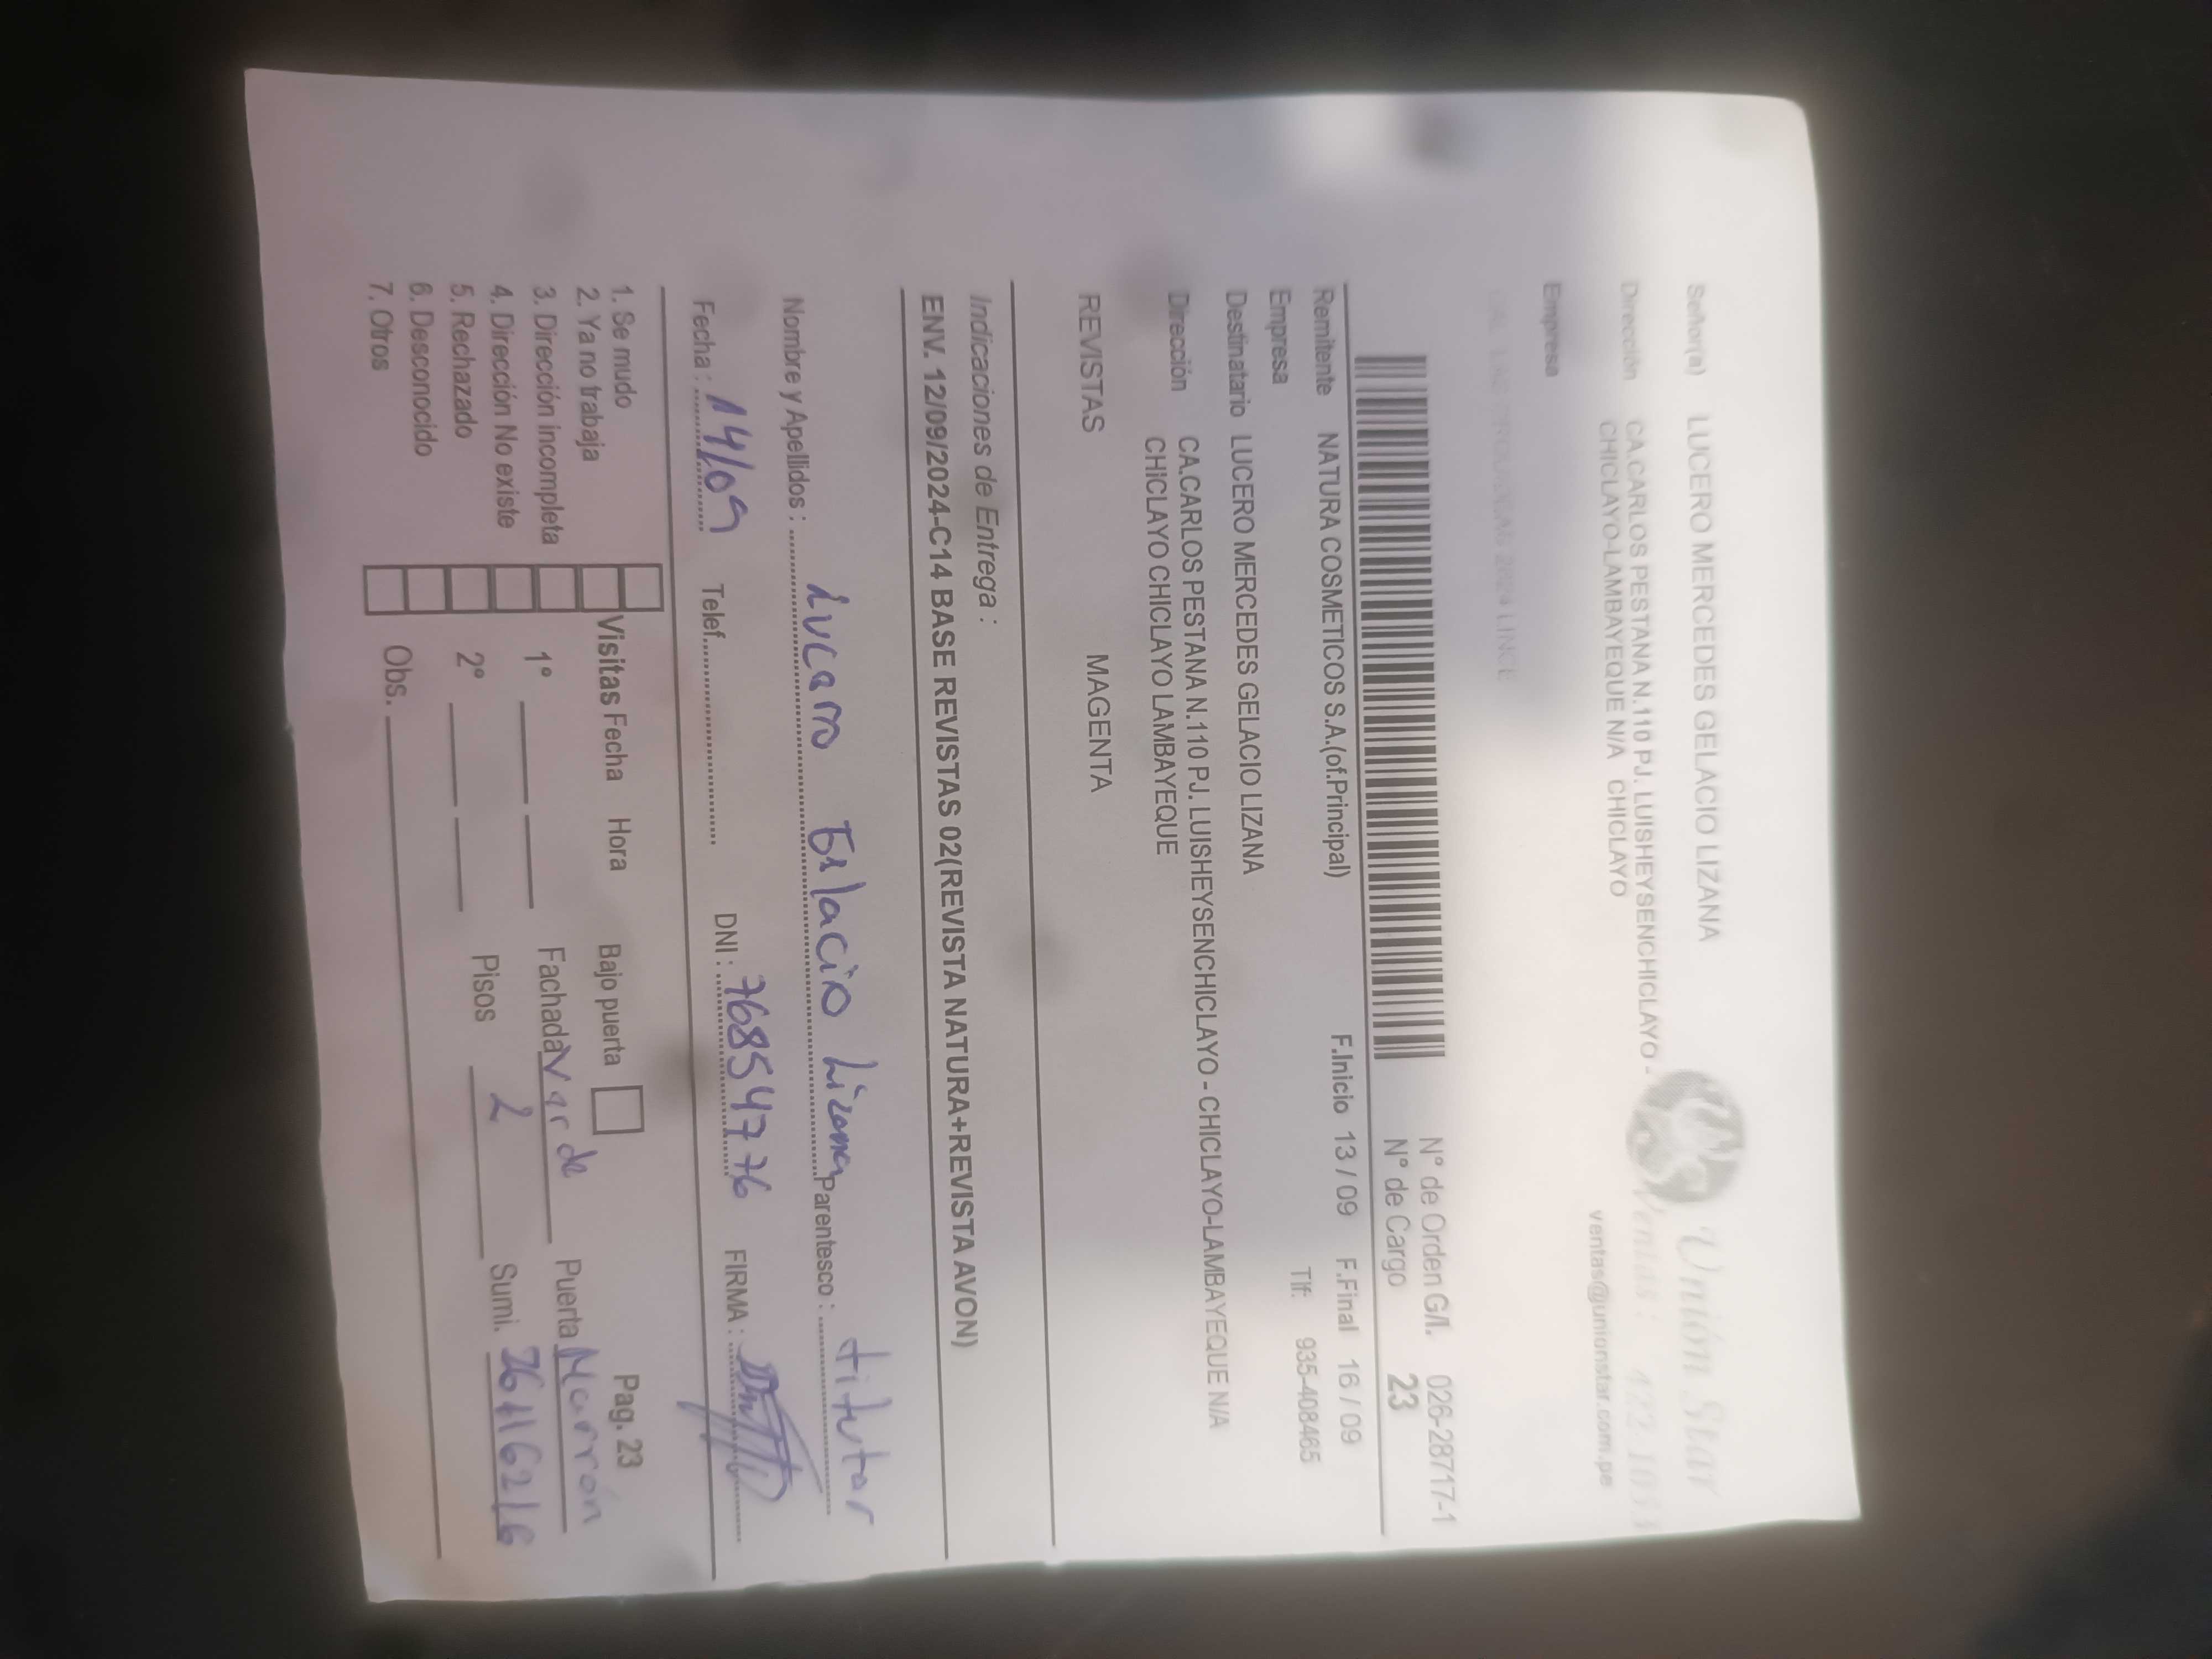 Unión Star
Señor(a) LUCERO MERCEDES GELACIO LIZANA
Ventas :
Dirección CA.CARLOS PESTANA N.110 PJ. LUISHEYSENCHICLAYO -
CHICLAYO-LAMBAYEQUE N/A CHICLAYO
ventas@unionstar.com.pe
Empresa
2024 LINCE
N° de Orden G/I. 026-28717-1
N° de Cargo 23
Remitente NATURA COSMETICOS S.A.(of.Principal) F.Inicio 13 / 09 F.Final 16 / 09
Empresa Tlf: 935-408465
Destinatario LUCERO MERCEDES GELACIO LIZANA
Dirección CA.CARLOS PESTANA N.110 PJ. LUISHEYSENCHICLAYO - CHICLAYO-LAMBAYEQUE N/A
CHICLAYO CHICLAYO LAMBAYEQUE
REVISTAS MAGENTA
Indicaciones de Entrega :
ENV. 12/09/2024-C14 BASE REVISTAS 02(REVISTA NATURA+REVISTA AVON)
Nombre y Apellidos : Lucero Gelacio Lizana Parentesco : titular
Fecha : 14/09 Telef. DNI : 76854776 FIRMA :
1. Se mudo Visitas Fecha Hora Bajo puerta Pag. 23
2. Ya no trabaja
3. Dirección incompleta 1° Fachada Verde Puerta Marrón
4. Dirección No existe
5. Rechazado 2° Pisos 2 Sumi.
6. Desconocido
7. Otros Obs.